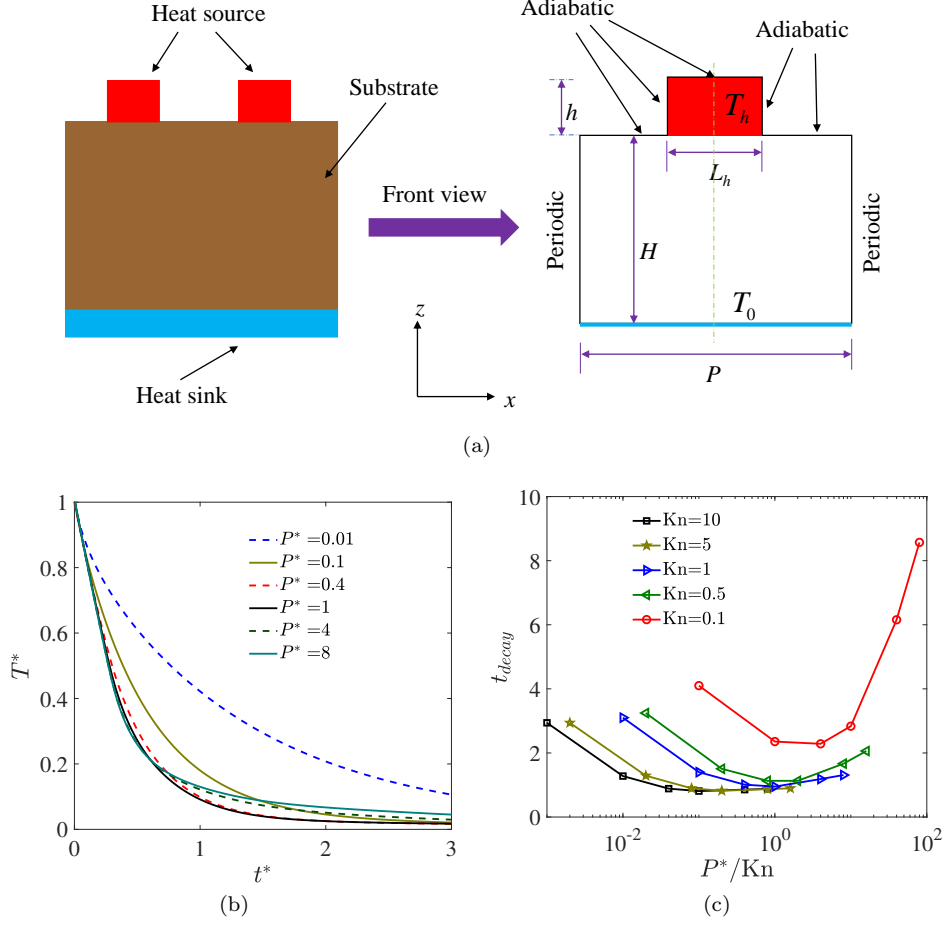 Heat source
Substrate
Heat sink
Front view
z
x
Adiabatic
Adiabatic
h
T_h
L_h
Periodic
Periodic
H
T_0
P
(a)
T^*
1
0.8
0.6
0.4
0.2
0
0 1 2 3
t^*
P^*=0.01
P^*=0.1
P^*=0.4
P^*=1
P^*=4
P^*=8
(b)
t_{decay}
10
8
6
4
2
0
10^{-2} 10^0 10^2
P^*/Kn
Kn=10
Kn=5
Kn=1
Kn=0.5
Kn=0.1
(c)